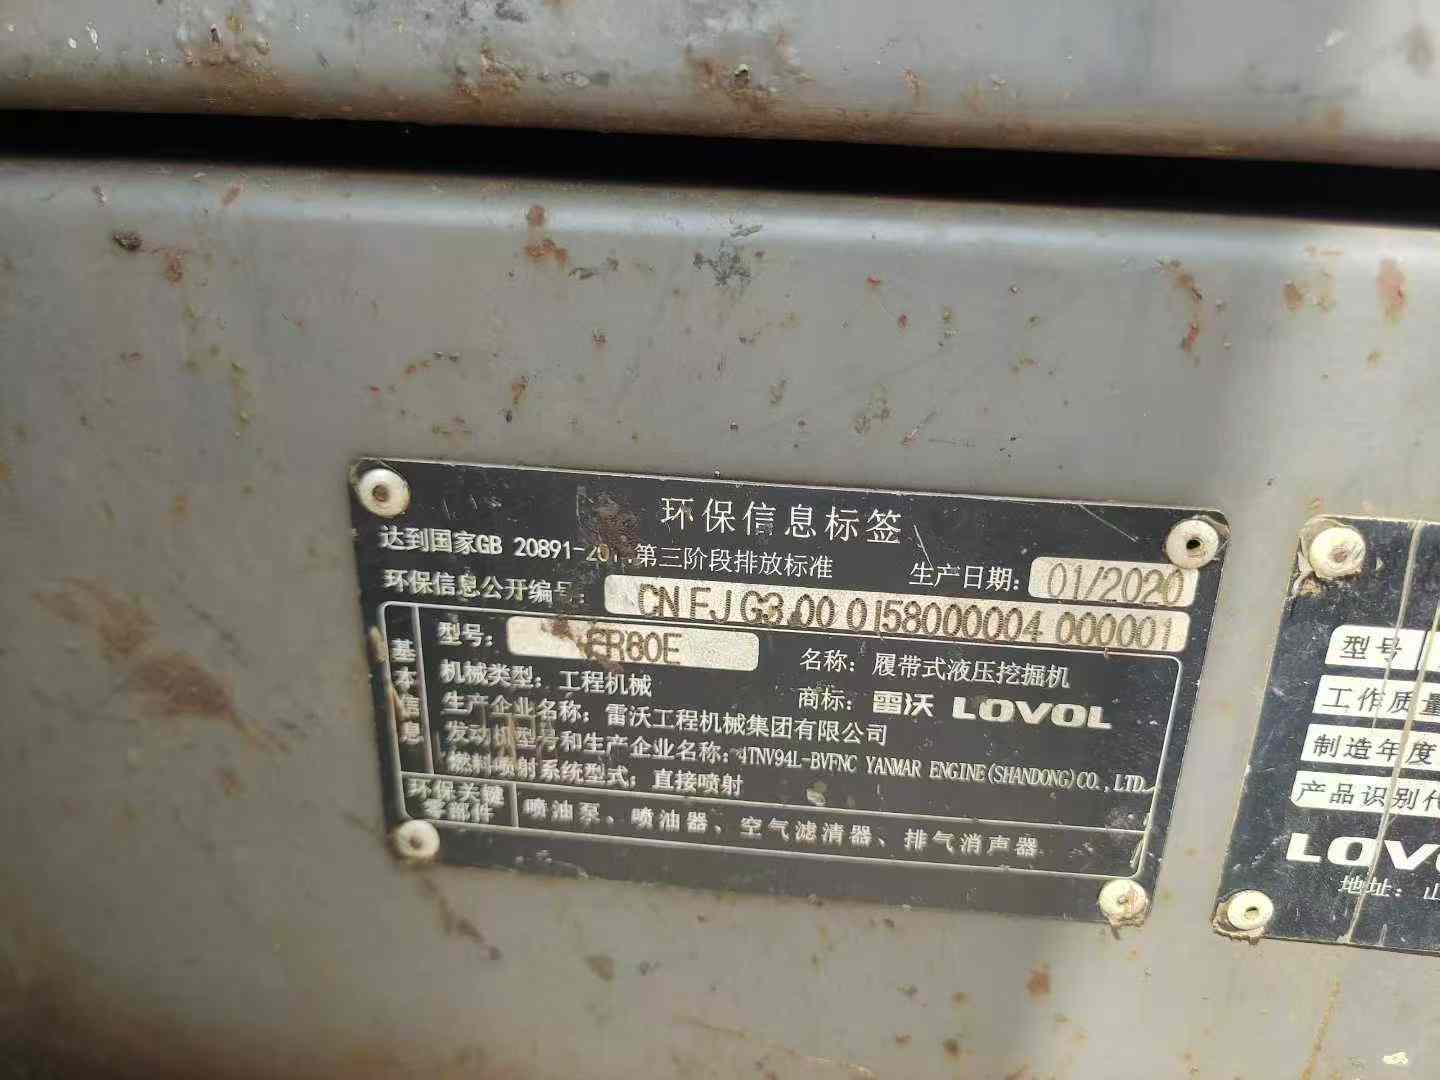 环保信息标签
达到国家GB 20891-201 第三阶段排放标准
生产日期: 01/2020
环保信息公开编号: CN FJ G3 00 0158000004 000001
基本信息
型号: FR80E
名称: 履带式液压挖掘机
机械类型: 工程机械
商标: 雷沃 LOVOL
生产企业名称: 雷沃工程机械集团有限公司
发动机型号和生产企业名称: 4TNV94L-BVFNC YANMAR ENGINE(SHANDONG)CO., LTD.
燃料喷射系统型式: 直接喷射
环保关键零部件
喷油泵、喷油器、空气滤清器、排气消声器
型号
工作质量
制造年度
产品识别代
LOVO
地址: 山